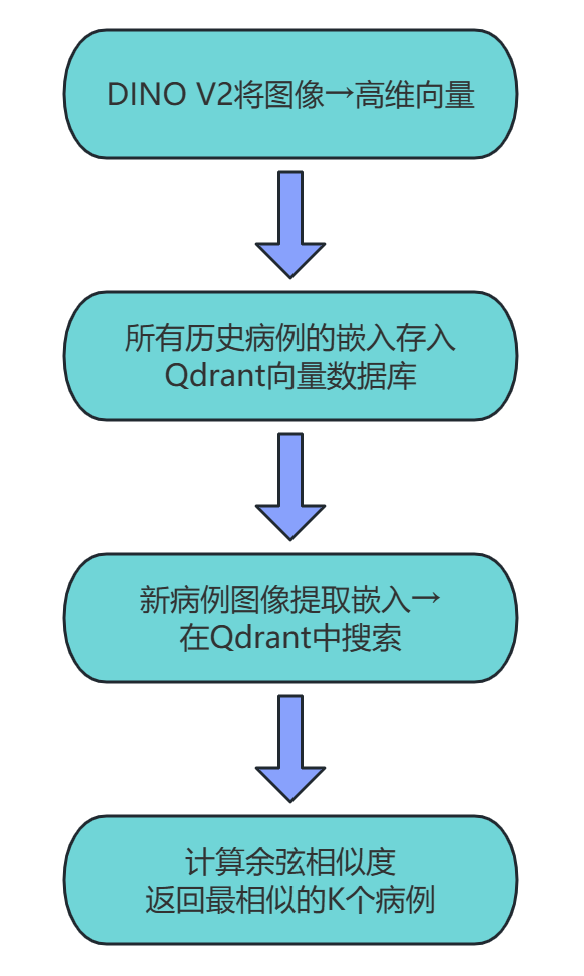 DINO V2将图像→高维向量
所有历史病例的嵌入存入
Qdrant向量数据库
新病例图像提取嵌入→
在Qdrant中搜索
计算余弦相似度
返回最相似的K个病例